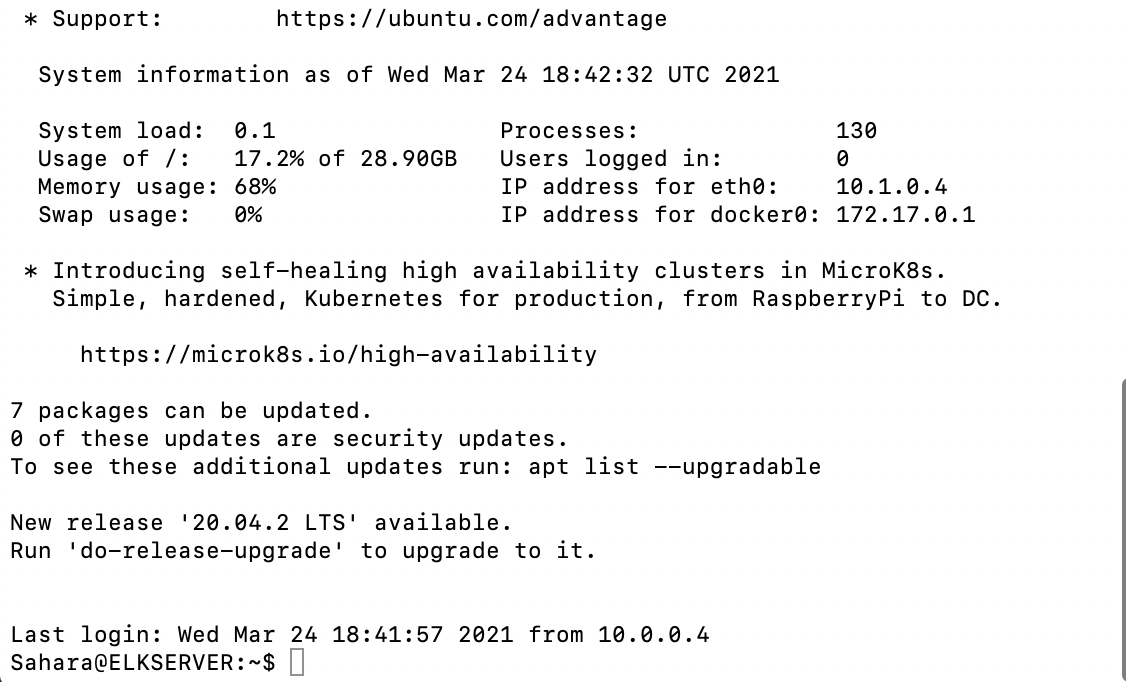 * Support:        https://ubuntu.com/advantage
System information as of Wed Mar 24 18:42:32 UTC 2021
System load:  0.1                Processes:              130
Usage of /:   17.2% of 28.90GB   Users logged in:        0
Memory usage: 68%                IP address for eth0:    10.1.0.4
Swap usage:   0%                 IP address for docker0: 172.17.0.1
* Introducing self-healing high availability clusters in MicroK8s.
Simple, hardened, Kubernetes for production, from RaspberryPi to DC.
https://microk8s.io/high-availability
7 packages can be updated.
0 of these updates are security updates.
To see these additional updates run: apt list --upgradable
New release '20.04.2 LTS' available.
Run 'do-release-upgrade' to upgrade to it.
Last login: Wed Mar 24 18:41:57 2021 from 10.0.0.4
Sahara@ELKSERVER:~$